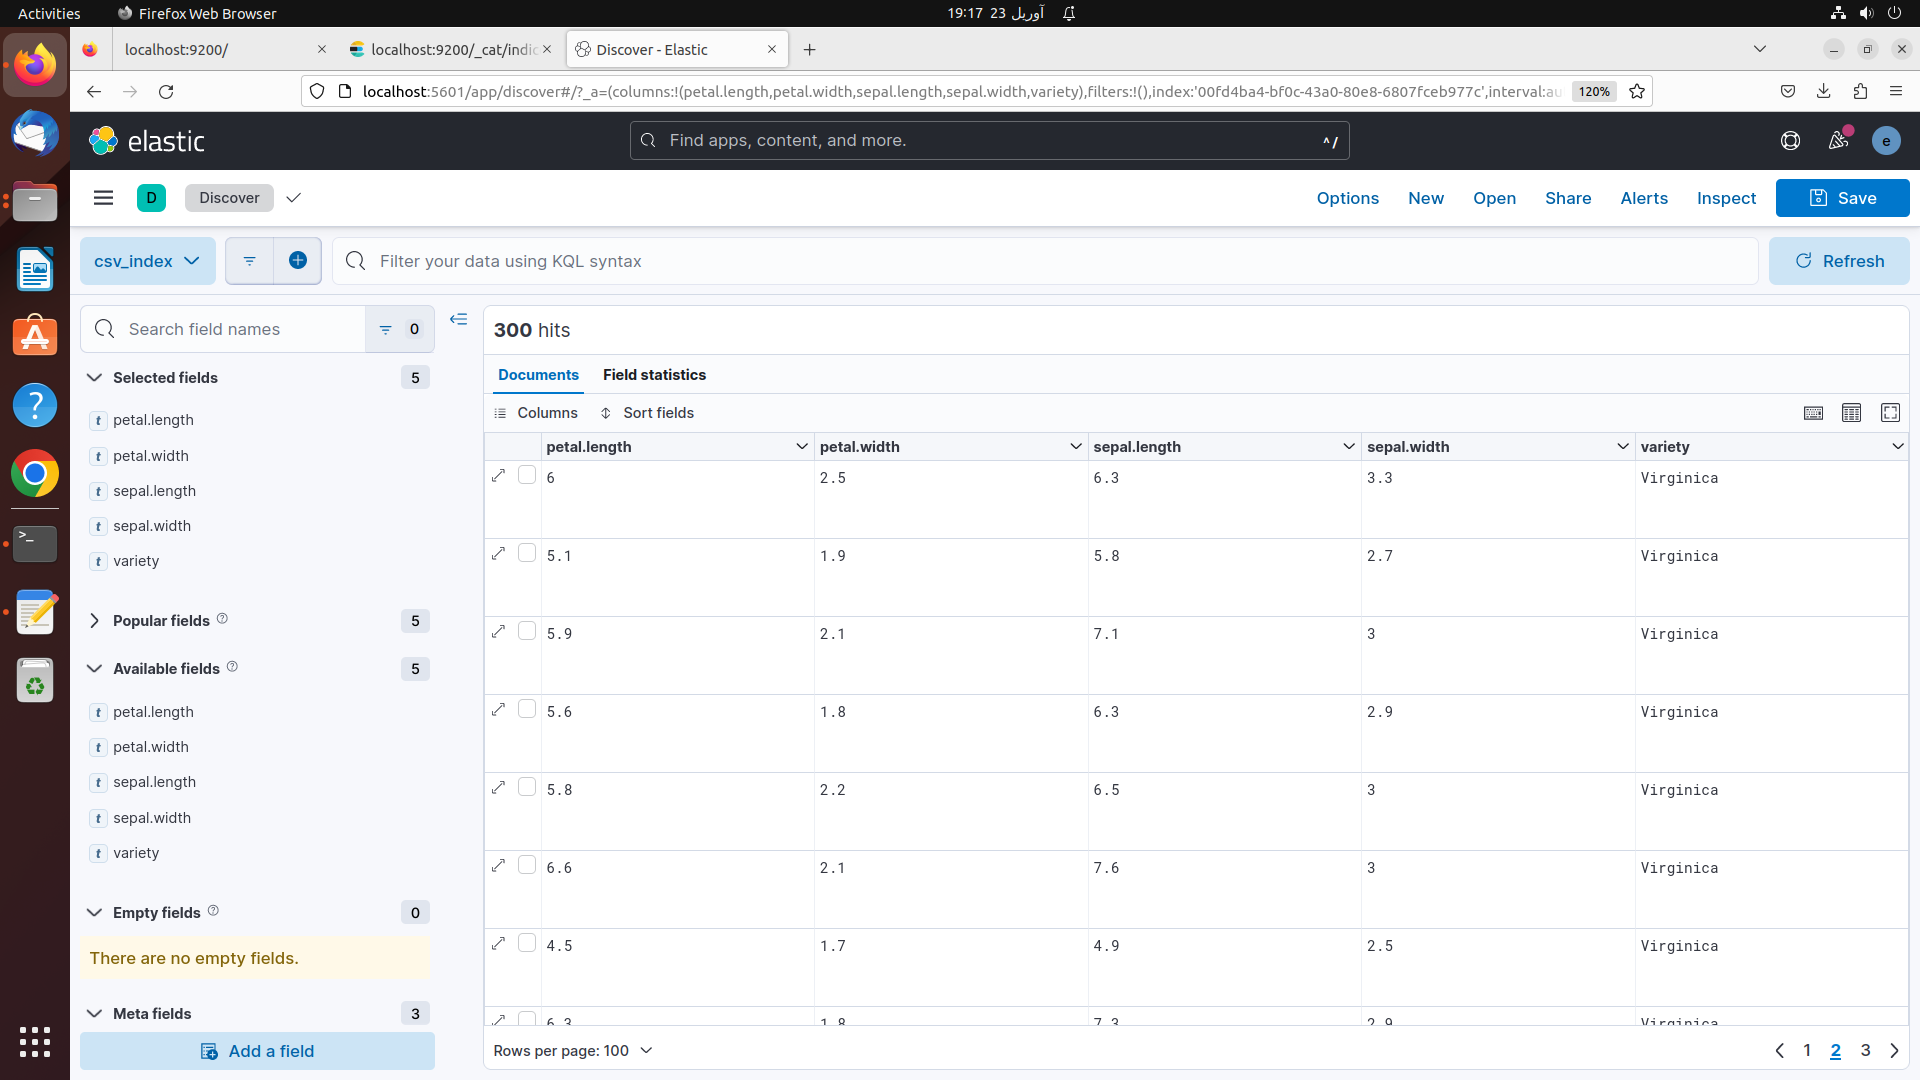 Activities
Firefox Web Browser
19:17 23 آوریل
localhost:9200/
localhost:9200/_cat/indic
Discover - Elastic
localhost:5601/app/discover#/?_a=(columns:!(petal.length,petal.width,sepal.length,sepal.width,variety),filters:!(),index:'00fd4ba4-bf0c-43a0-80e8-6807fceb977c',interval:au
120%
elastic
Find apps, content, and more.
^/
e
D
Discover
Options
New
Open
Share
Alerts
Inspect
Save
csv_index
Filter your data using KQL syntax
Refresh
Search field names
0
Selected fields 5
t petal.length
t petal.width
t sepal.length
t sepal.width
t variety
Popular fields 5
Available fields 5
t petal.length
t petal.width
t sepal.length
t sepal.width
t variety
Empty fields 0
There are no empty fields.
Meta fields 3
Add a field
300 hits
Documents
Field statistics
Columns
Sort fields
petal.length petal.width sepal.length sepal.width variety
6 2.5 6.3 3.3 Virginica
5.1 1.9 5.8 2.7 Virginica
5.9 2.1 7.1 3 Virginica
5.6 1.8 6.3 2.9 Virginica
5.8 2.2 6.5 3 Virginica
6.6 2.1 7.6 3 Virginica
4.5 1.7 4.9 2.5 Virginica
6.3 1.8 7.3 2.9 Virginica
Rows per page: 100
1 2 3